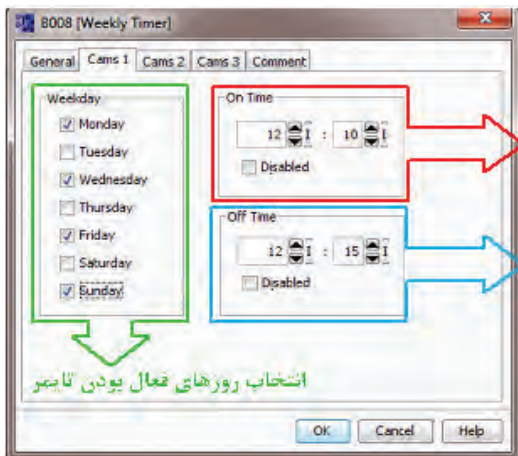 B008 [Weekly Timer]
General Cams 1 Cams 2 Cams 3 Comment
Weekday
Monday
Tuesday
Wednesday
Thursday
Friday
Saturday
Sunday
On Time
12 : 10
Disabled
Off Time
12 : 15
Disabled
انتخاب روزهای فعال بودن تایمر
OK Cancel Help